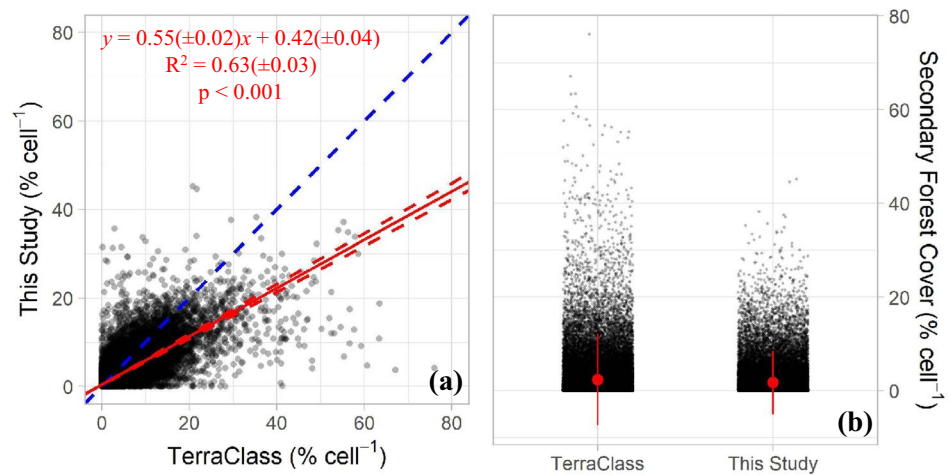 y = 0.55(±0.02)x + 0.42(±0.04)
R² = 0.63(±0.03)
p < 0.001
80
60
40
20
0
This Study (% cell⁻¹)
0 20 40 60 80
TerraClass (% cell⁻¹)
(a)
80
60
40
20
0
Secondary Forest Cover (% cell⁻¹)
(b)
TerraClass This Study